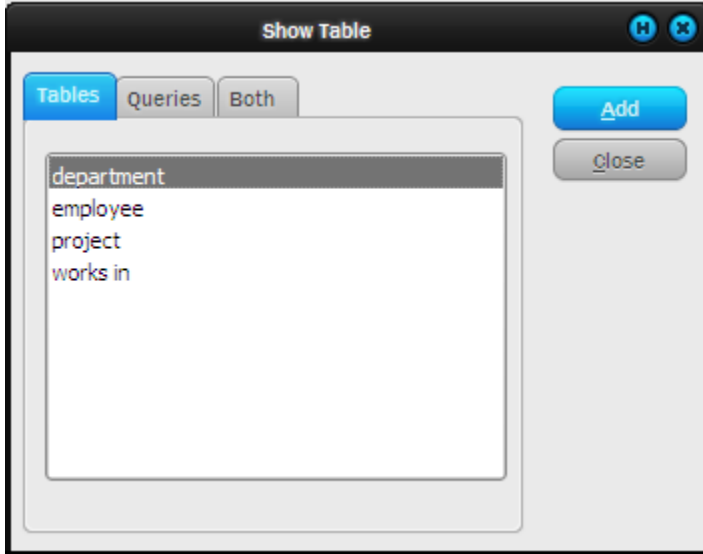 Show Table
H
Tables Queries Both
Add
Close
department
employee
project
works in